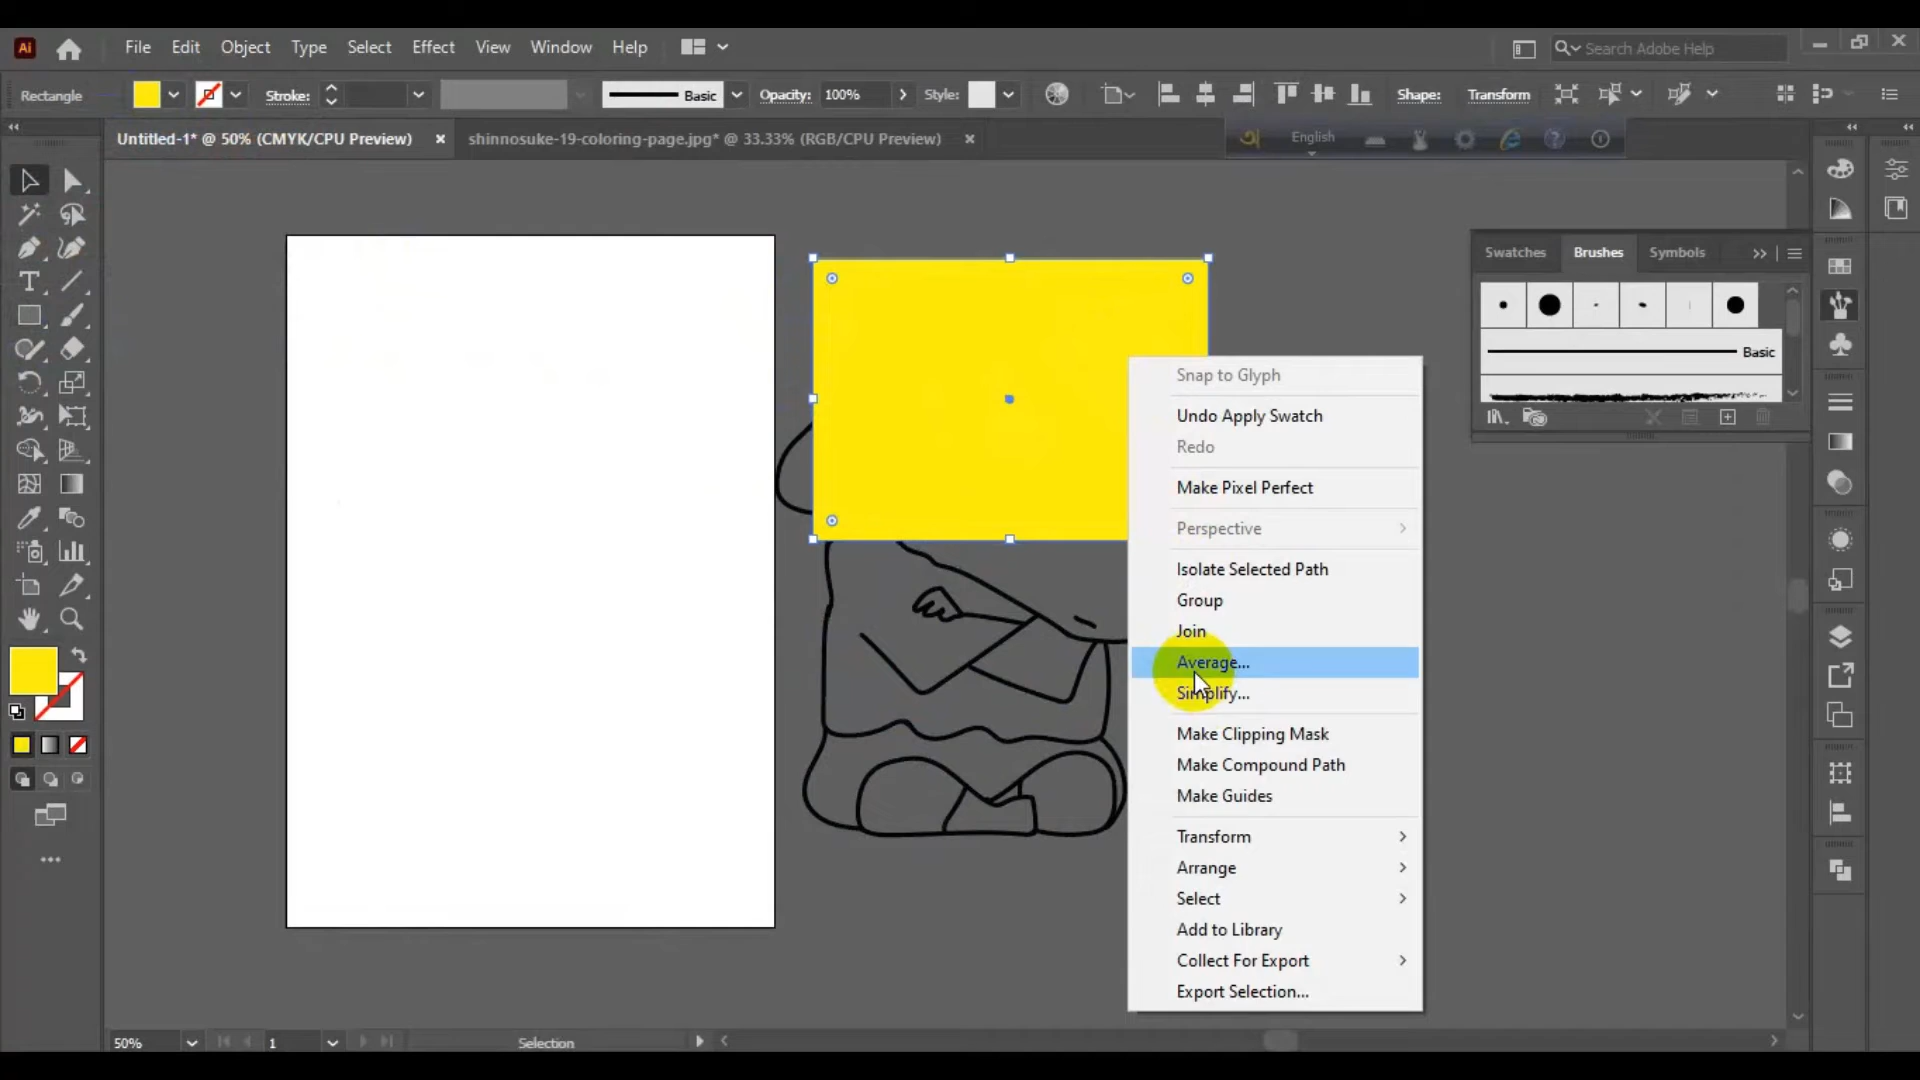 Ai File Edit Object Type Select Effect View Window Help Search Adobe Help
Rectangle Stroke: Basic Opacity: 100% Style: Shape: Transform
Untitled-1* @ 50% (CMYK/CPU Preview) shinnosuke-19-coloring-page.jpg* @ 33.33% (RGB/CPU Preview) English
Swatches Brushes Symbols
Basic
Snap to Glyph
Undo Apply Swatch
Redo
Make Pixel Perfect
Perspective
Isolate Selected Path
Group
Join
Average...
Simplify...
Make Clipping Mask
Make Compound Path
Make Guides
Transform
Arrange
Select
Add to Library
Collect For Export
Export Selection...
50% 1 Selection